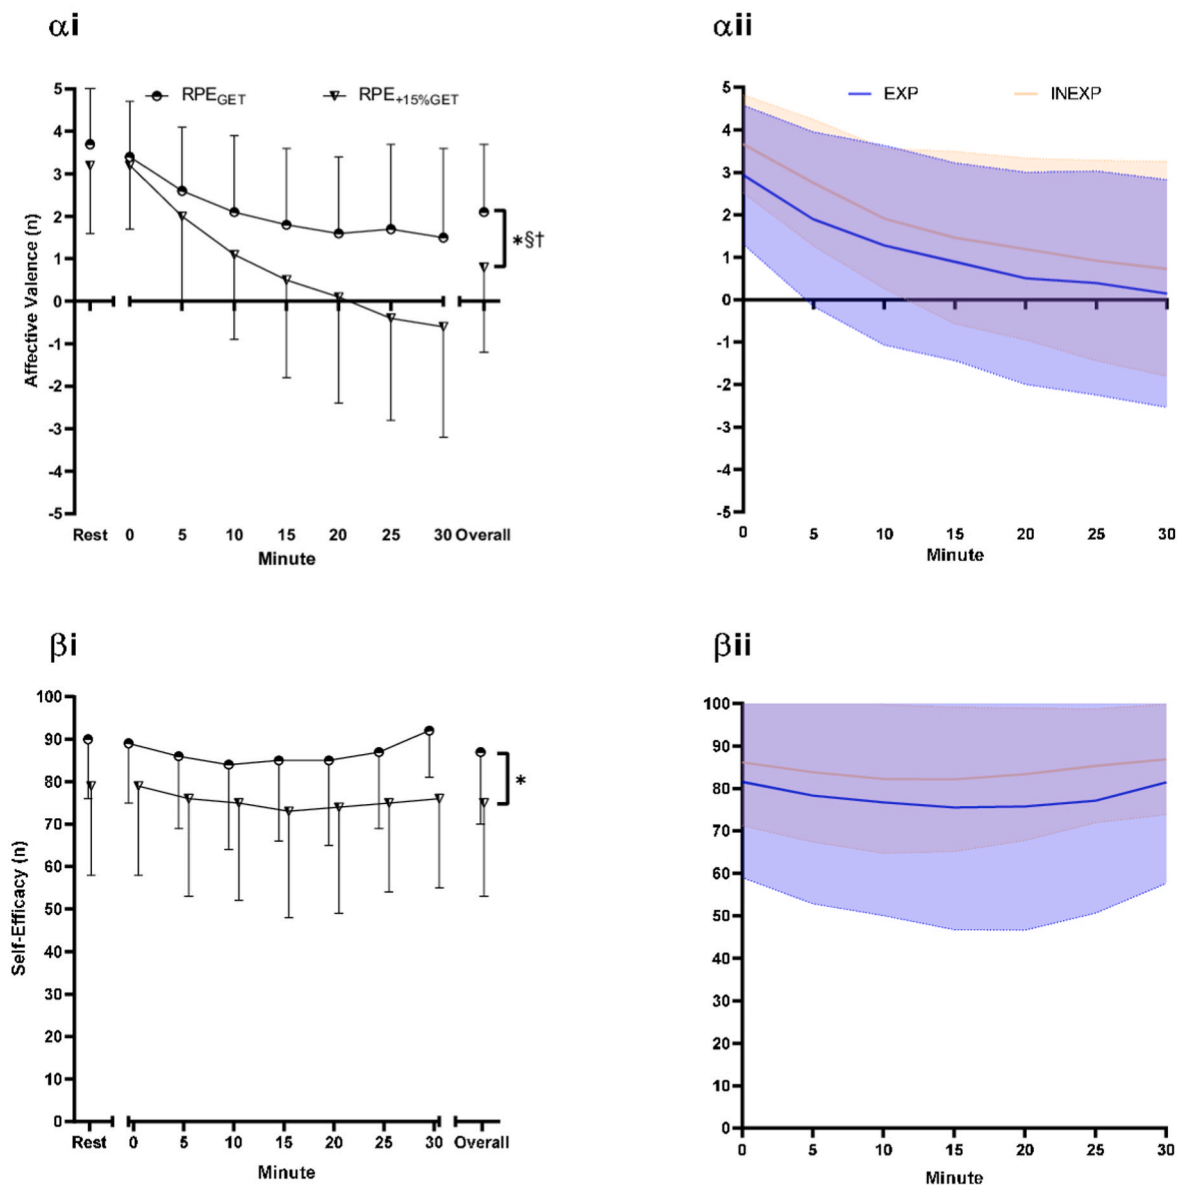 αi
RPEGET
RPE+15%GET
5
4
3
2
1
0
-1
-2
-3
-4
-5
Affective Valence (n)
*§†
Rest 0 5 10 15 20 25 30 Overall
Minute
αii
EXP
INEXP
5
4
3
2
1
0
-1
-2
-3
-4
-5
0 5 10 15 20 25 30
Minute
βi
100
90
80
70
60
50
40
30
20
10
0
Self-Efficacy (n)
*
Rest 0 5 10 15 20 25 30 Overall
Minute
βii
100
90
80
70
60
50
40
30
20
10
0
0 5 10 15 20 25 30
Minute